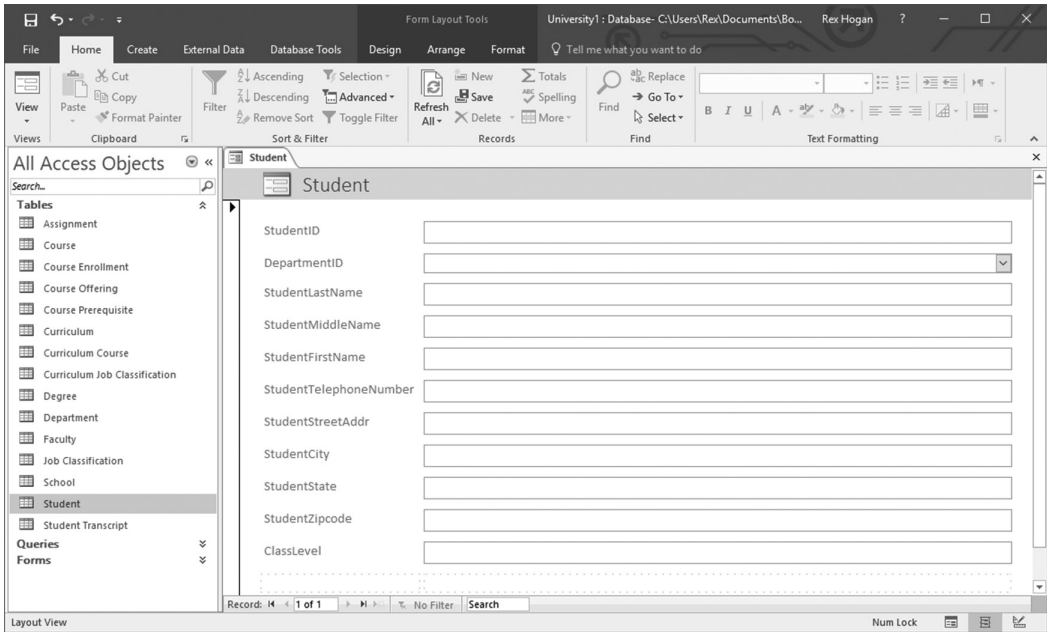 Form Layout Tools
University1 : Database- C:\Users\Rex\Documents\Bo...
Rex Hogan
?
File
Home
Create
External Data
Database Tools
Design
Arrange
Format
Tell me what you want to do
View
Views
Paste
Cut
Copy
Format Painter
Clipboard
Filter
Ascending
Descending
Remove Sort
Selection
Advanced
Toggle Filter
Sort & Filter
Refresh
All
New
Save
Delete
Totals
Spelling
More
Records
Find
Replace
Go To
Select
Find
B I U A
Text Formatting
All Access Objects
Search...
Tables
Assignment
Course
Course Enrollment
Course Offering
Course Prerequisite
Curriculum
Curriculum Course
Curriculum Job Classification
Degree
Department
Faculty
Job Classification
School
Student
Student Transcript
Queries
Forms
Student
Student
StudentID
DepartmentID
StudentLastName
StudentMiddleName
StudentFirstName
StudentTelephoneNumber
StudentStreetAddr
StudentCity
StudentState
StudentZipcode
ClassLevel
Record: 1 of 1 No Filter Search
Layout View
Num Lock